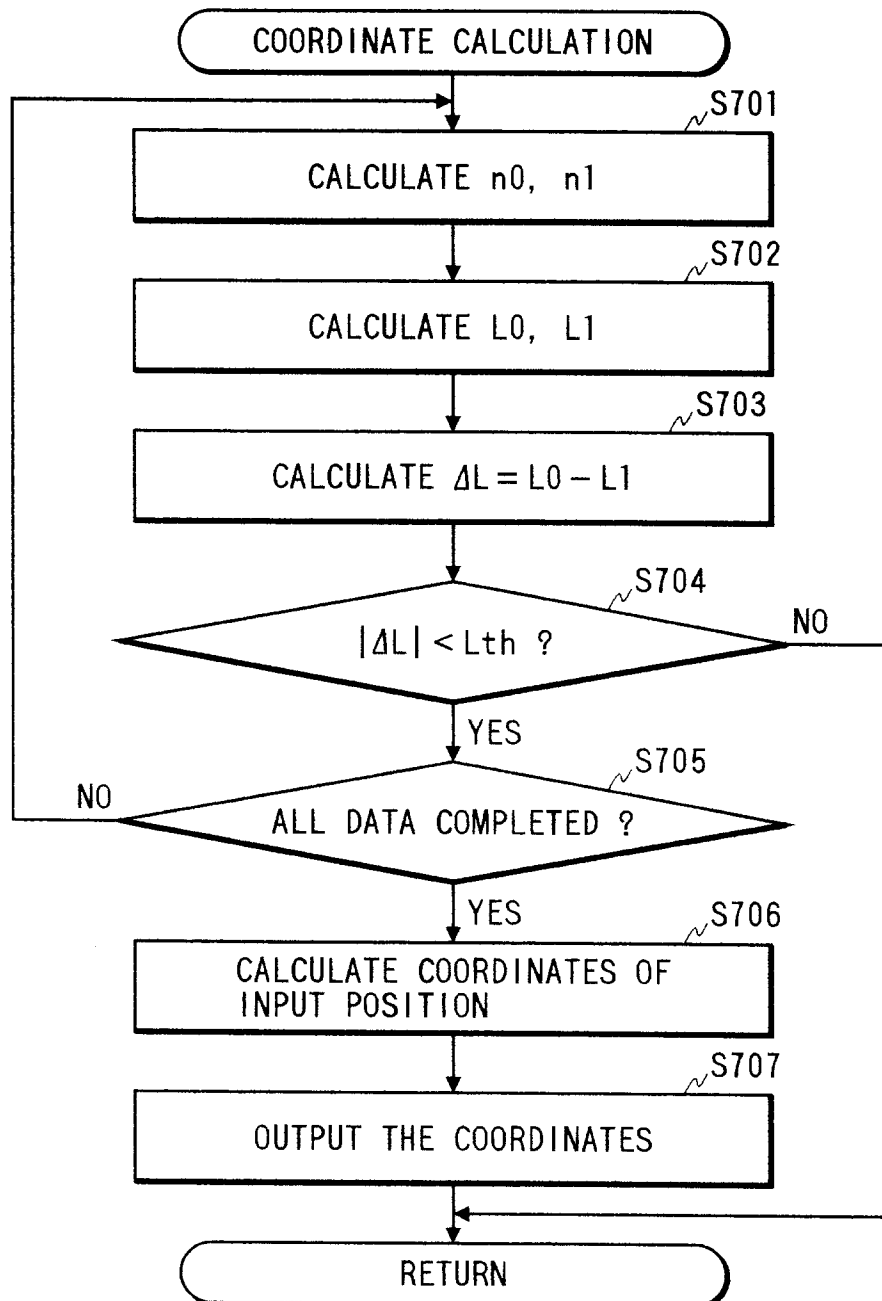 COORDINATE CALCULATION
S701
CALCULATE n0, n1
S702
CALCULATE L0, L1
S703
CALCULATE ΔL = L0 - L1
S704
|ΔL| < Lth ?
NO
YES
S705
NO
ALL DATA COMPLETED ?
YES
S706
CALCULATE COORDINATES OF
INPUT POSITION
S707
OUTPUT THE COORDINATES
RETURN